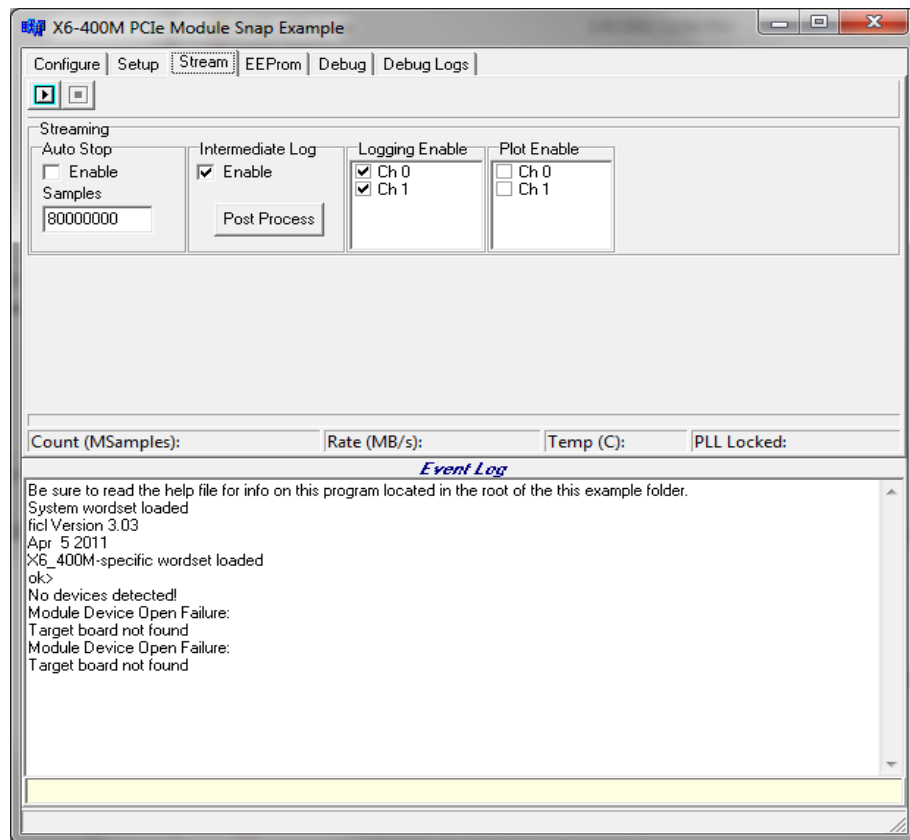 X6-400M PCIe Module Snap Example
Configure Setup Stream EEProm Debug Debug Logs
Streaming
Auto Stop
Enable
Samples
80000000
Intermediate Log
Enable
Post Process
Logging Enable
Ch 0
Ch 1
Plot Enable
Ch 0
Ch 1
Count (MSamples): Rate (MB/s): Temp (C): PLL Locked:
Event Log
Be sure to read the help file for info on this program located in the root of the this example folder.
System wordset loaded
ficl Version 3.03
Apr 5 2011
X6_400M-specific wordset loaded
ok>
No devices detected!
Module Device Open Failure:
Target board not found
Module Device Open Failure:
Target board not found